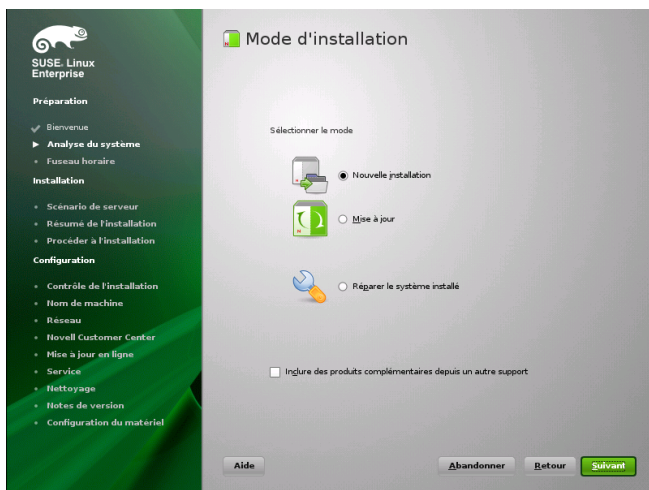 SUSE. Linux
Enterprise
Préparation
Bienvenue
Analyse du système
Fuseau horaire
Installation
Scénario de serveur
Résumé de l'installation
Procéder à l'installation
Configuration
Contrôle de l'installation
Nom de machine
Réseau
Novell Customer Center
Mise à jour en ligne
Service
Nettoyage
Notes de version
Configuration du matériel
Mode d'installation
Sélectionner le mode
Nouvelle installation
Mise à jour
Réparer le système installé
Inclure des produits complémentaires depuis un autre support
Aide
Abandonner
Retour
Suivant